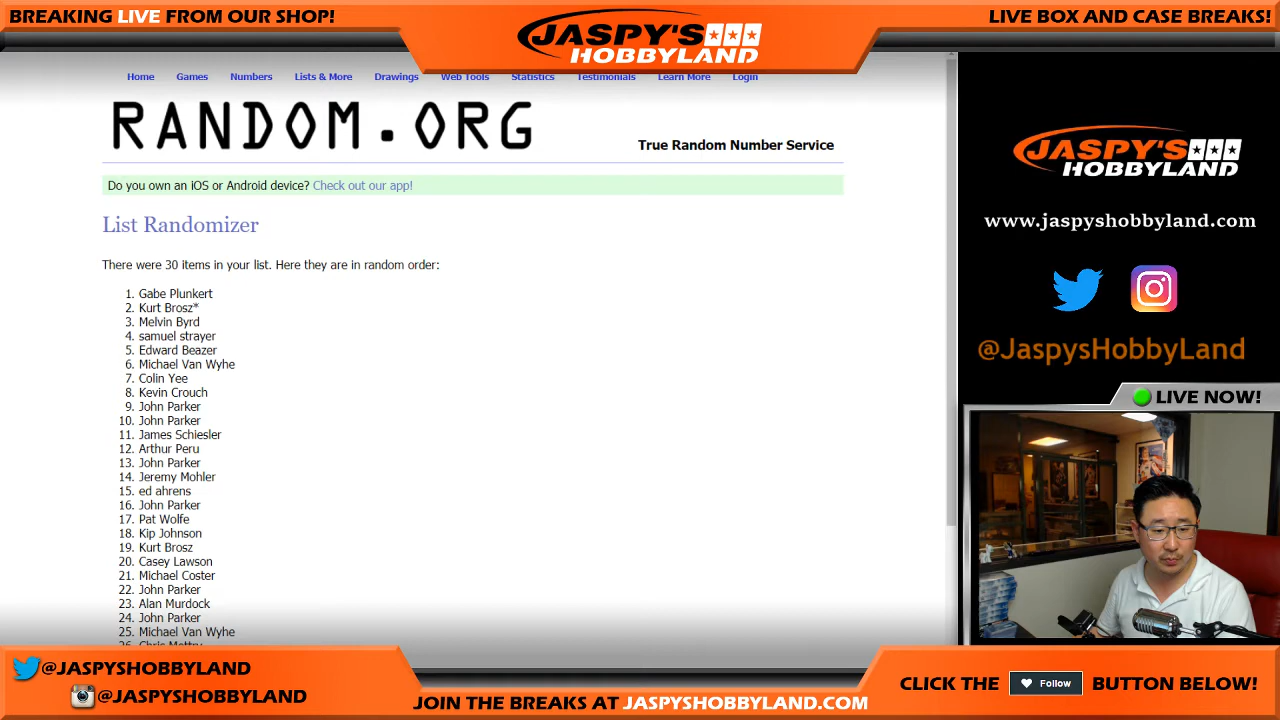 BREAKING LIVE FROM OUR SHOP!
JASPY'S
HOBBYLAND
LIVE BOX AND CASE BREAKS!
Home Games Numbers Lists & More Drawings Web Tools Statistics Testimonials Learn More Login
RANDOM.ORG
True Random Number Service
Do you own an iOS or Android device? Check out our app!
List Randomizer
There were 30 items in your list. Here they are in random order:
1. Gabe Plunkert
2. Kurt Brosz*
3. Melvin Byrd
4. samuel strayer
5. Edward Beazer
6. Michael Van Wyhe
7. Colin Yee
8. Kevin Crouch
9. John Parker
10. John Parker
11. James Schiesler
12. Arthur Peru
13. John Parker
14. Jeremy Mohler
15. ed ahrens
16. John Parker
17. Pat Wolfe
18. Kip Johnson
19. Kurt Brosz
20. Casey Lawson
21. Michael Coster
22. John Parker
23. Alan Murdock
24. John Parker
25. Michael Van Wyhe
JASPY'S
HOBBYLAND
www.jaspyshobbyland.com
@JaspysHobbyLand
LIVE NOW!
@JASPYSHOBBYLAND
@JASPYSHOBBYLAND
JOIN THE BREAKS AT JASPYSHOBBYLAND.COM
CLICK THE Follow BUTTON BELOW!